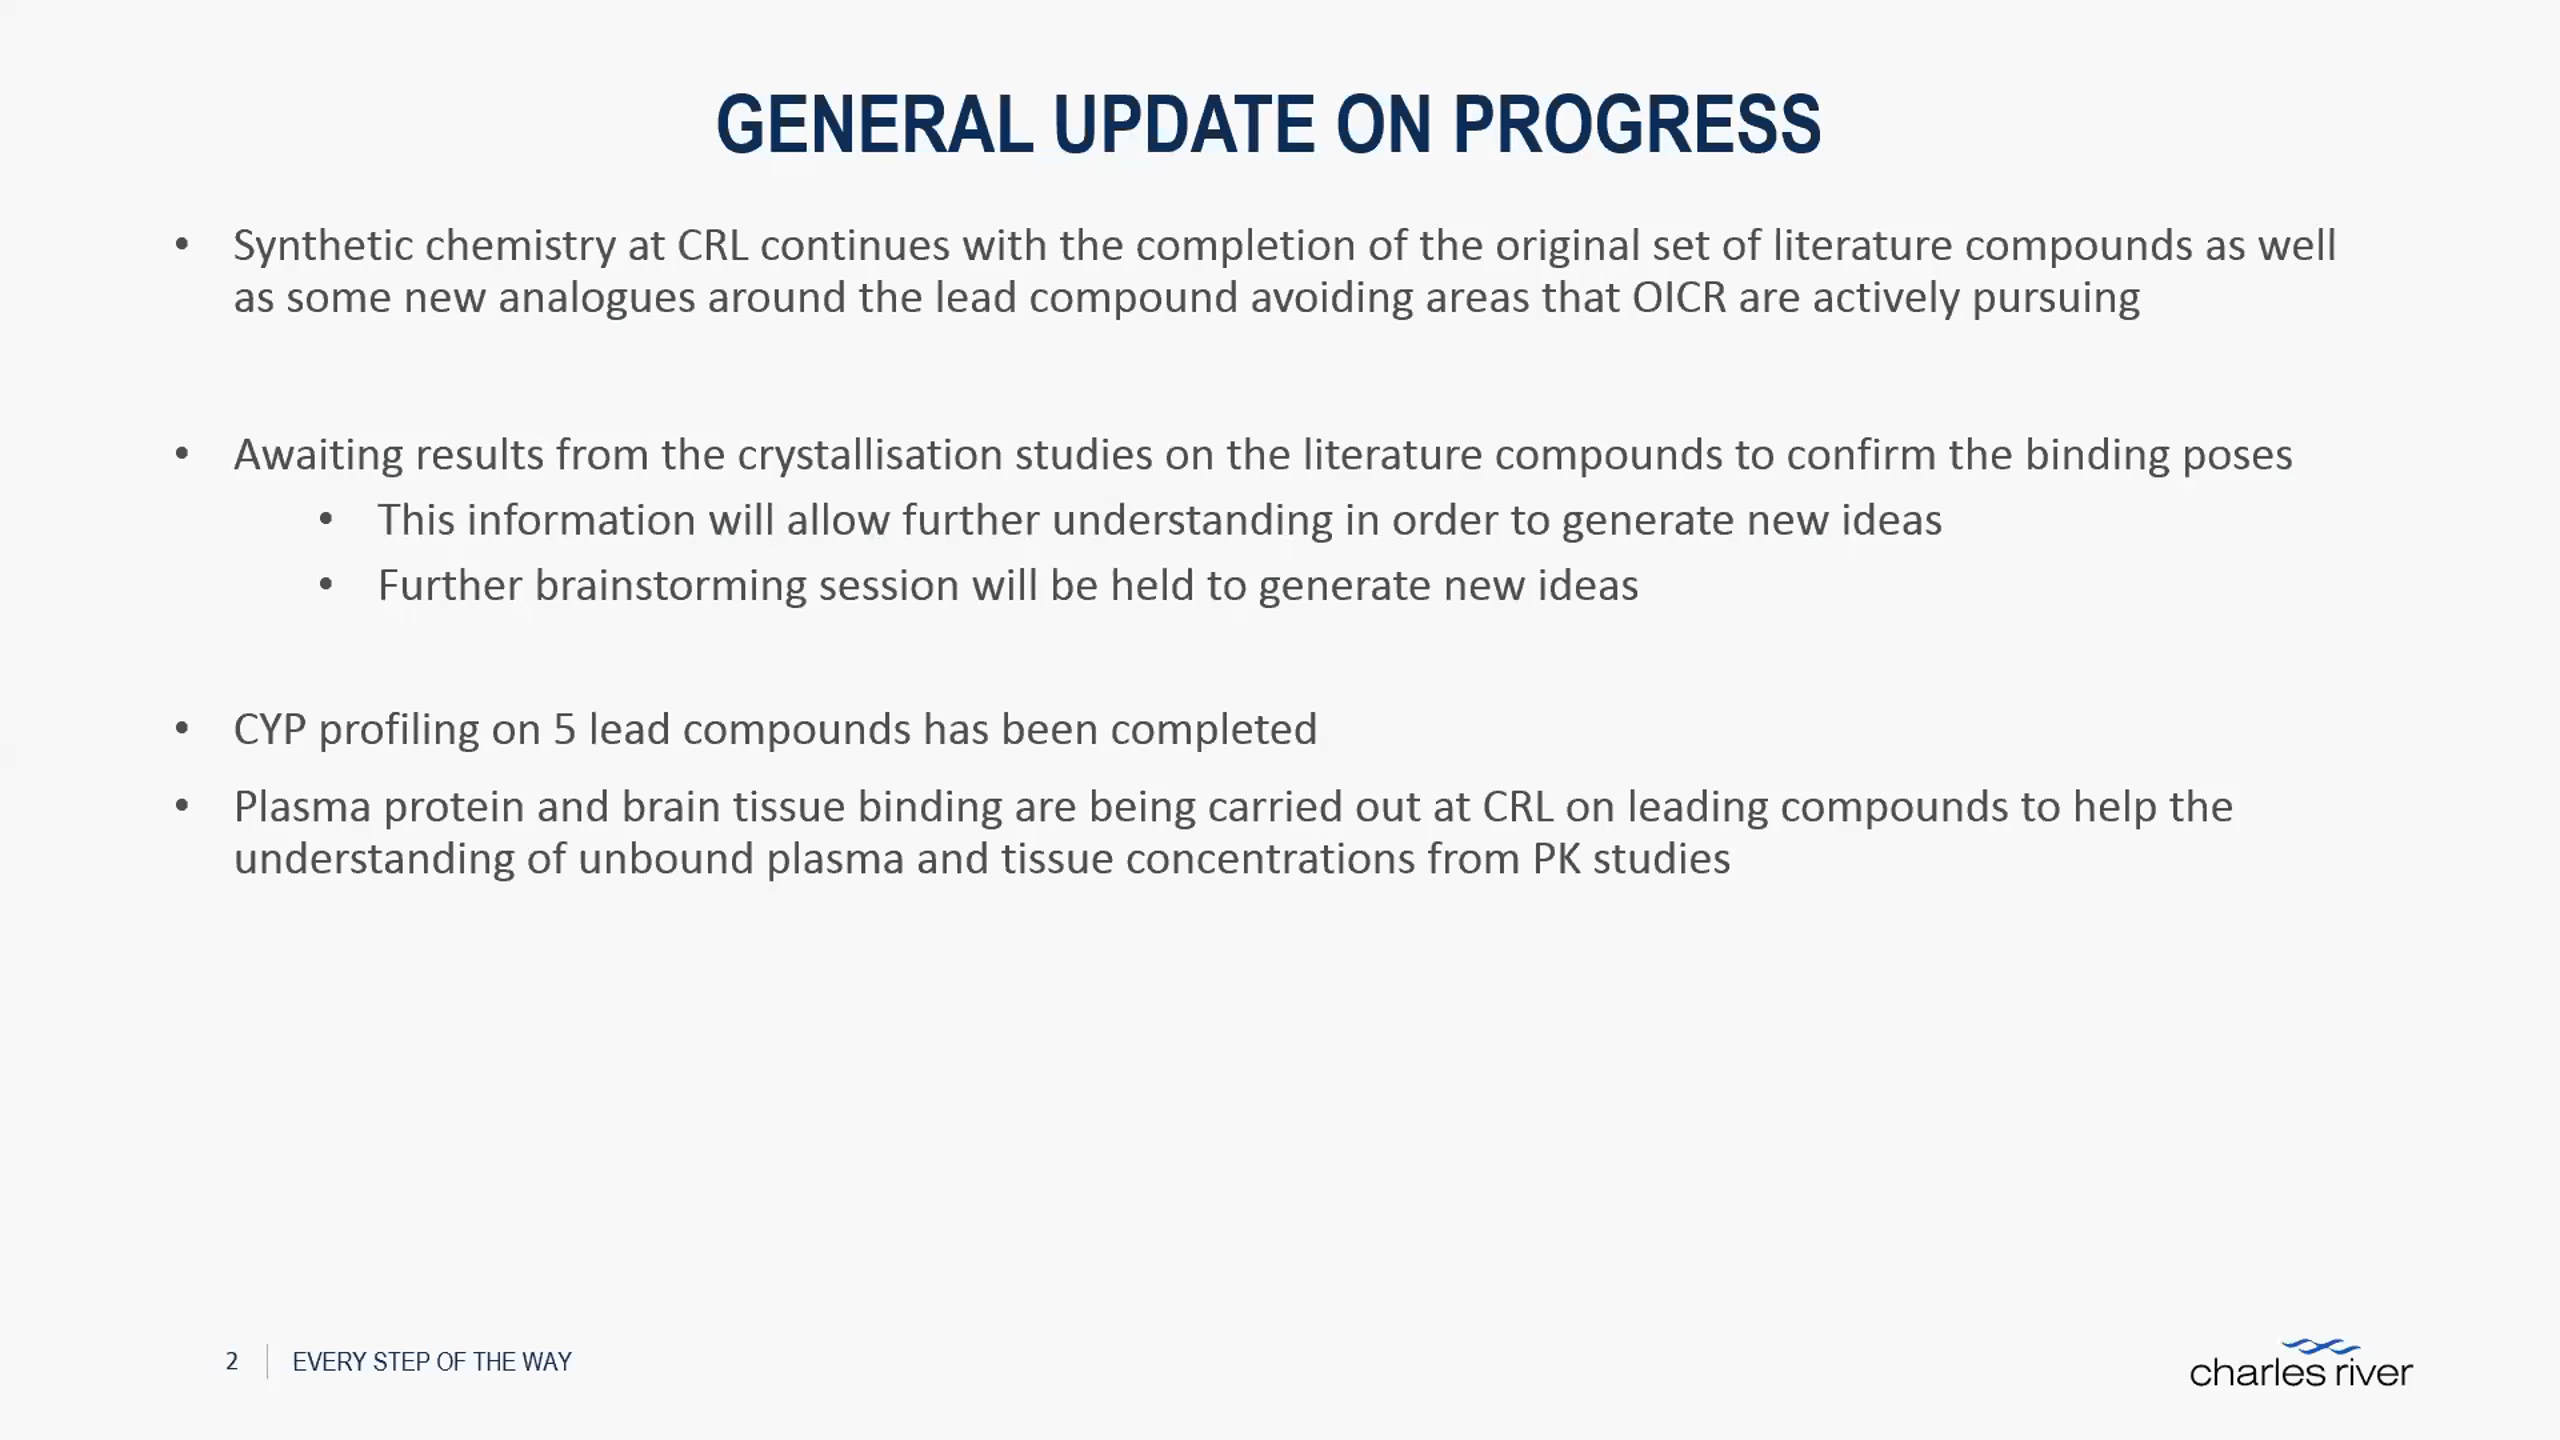 GENERAL UPDATE ON PROGRESS
• Synthetic chemistry at CRL continues with the completion of the original set of literature compounds as well
as some new analogues around the lead compound avoiding areas that OICR are actively pursuing
• Awaiting results from the crystallisation studies on the literature compounds to confirm the binding poses
• This information will allow further understanding in order to generate new ideas
• Further brainstorming session will be held to generate new ideas
• CYP profiling on 5 lead compounds has been completed
• Plasma protein and brain tissue binding are being carried out at CRL on leading compounds to help the
understanding of unbound plasma and tissue concentrations from PK studies
2 EVERY STEP OF THE WAY
charles river